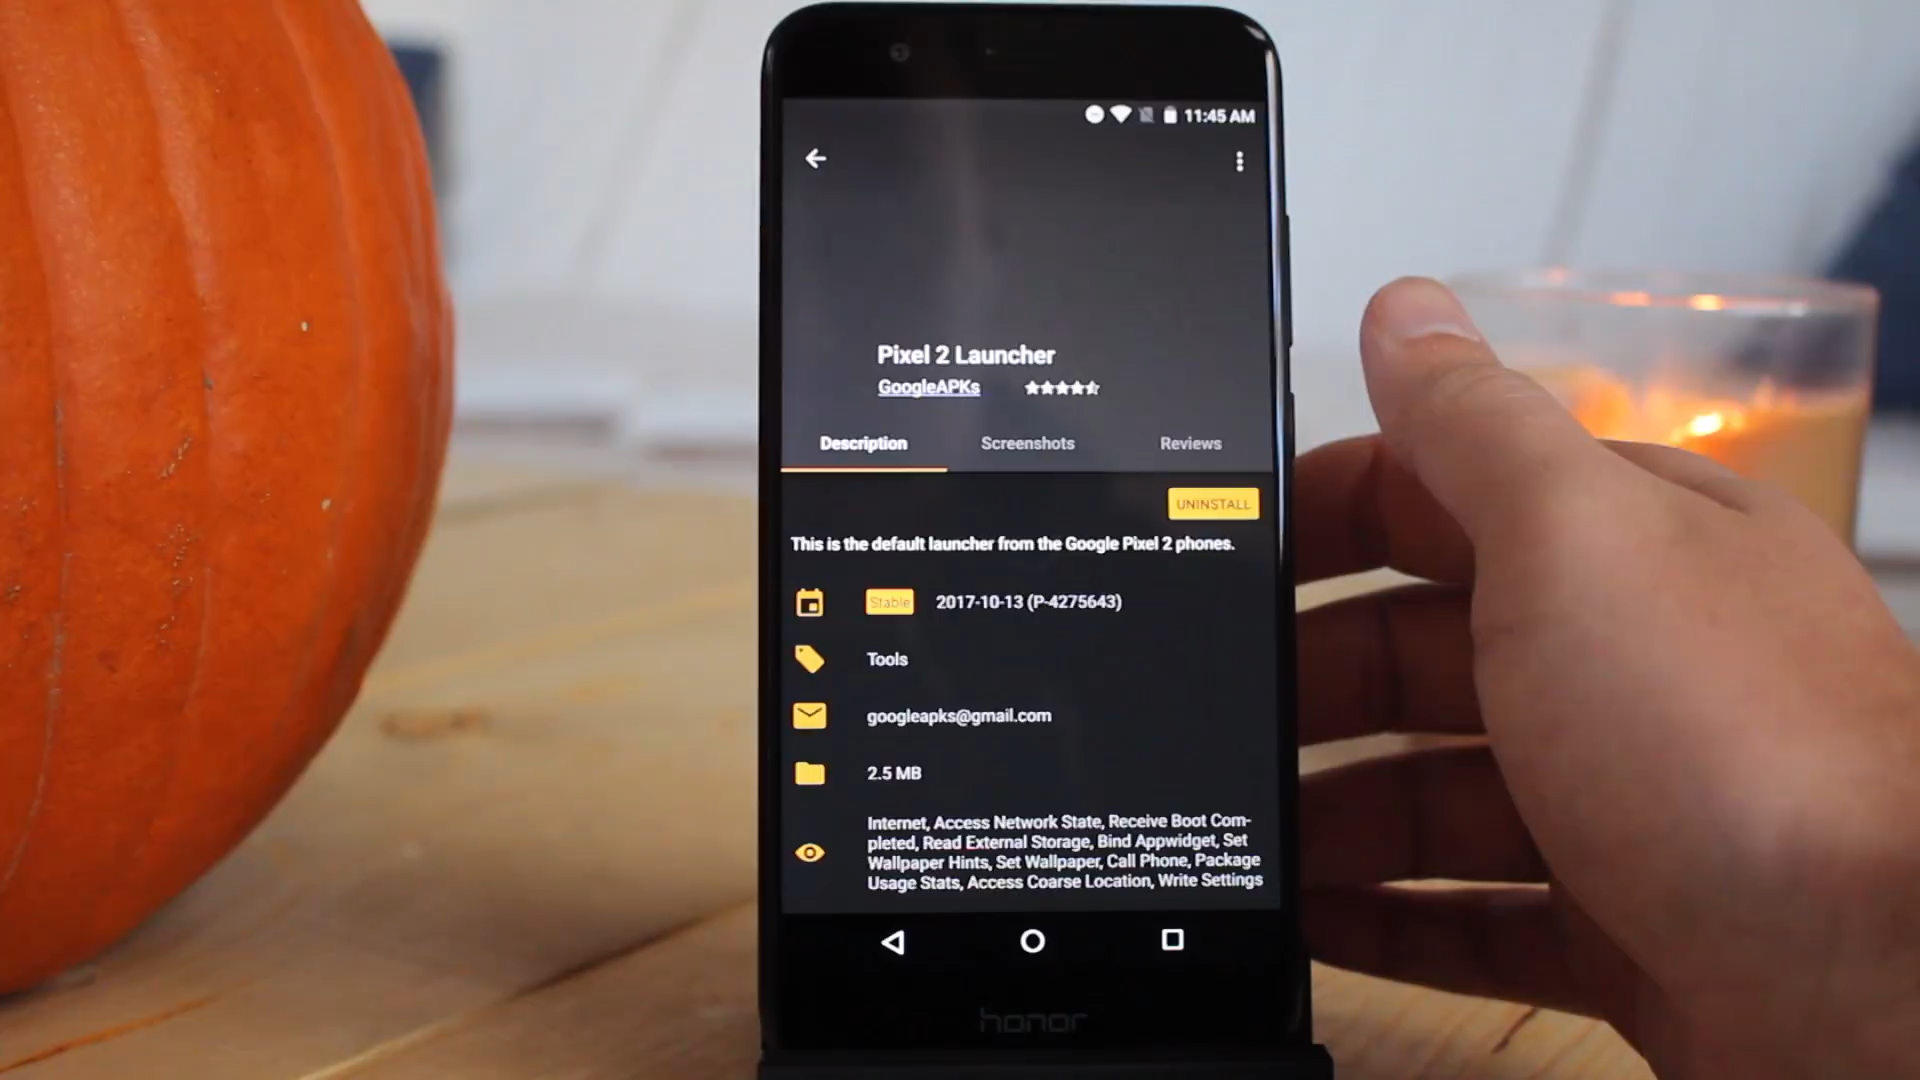 11:45 AM
Pixel 2 Launcher
GoogleAPKs
Description Screenshots Reviews
UNINSTALL
This is the default launcher from the Google Pixel 2 phones.
Stable 2017-10-13 (P-4275643)
Tools
googleapks@gmail.com
2.5 MB
Internet, Access Network State, Receive Boot Com-
pleted, Read External Storage, Bind Appwidget, Set
Wallpaper Hints, Set Wallpaper, Call Phone, Package
Usage Stats, Access Coarse Location, Write Settings
honor